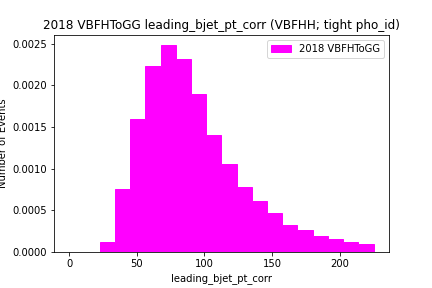 2018 VBFHToGG leading_bjet_pt_corr (VBFHH; tight pho_id)
2018 VBFHToGG
Number of Events
0.0025
0.0020
0.0015
0.0010
0.0005
0.0000
0
50
100
150
200
leading_bjet_pt_corr